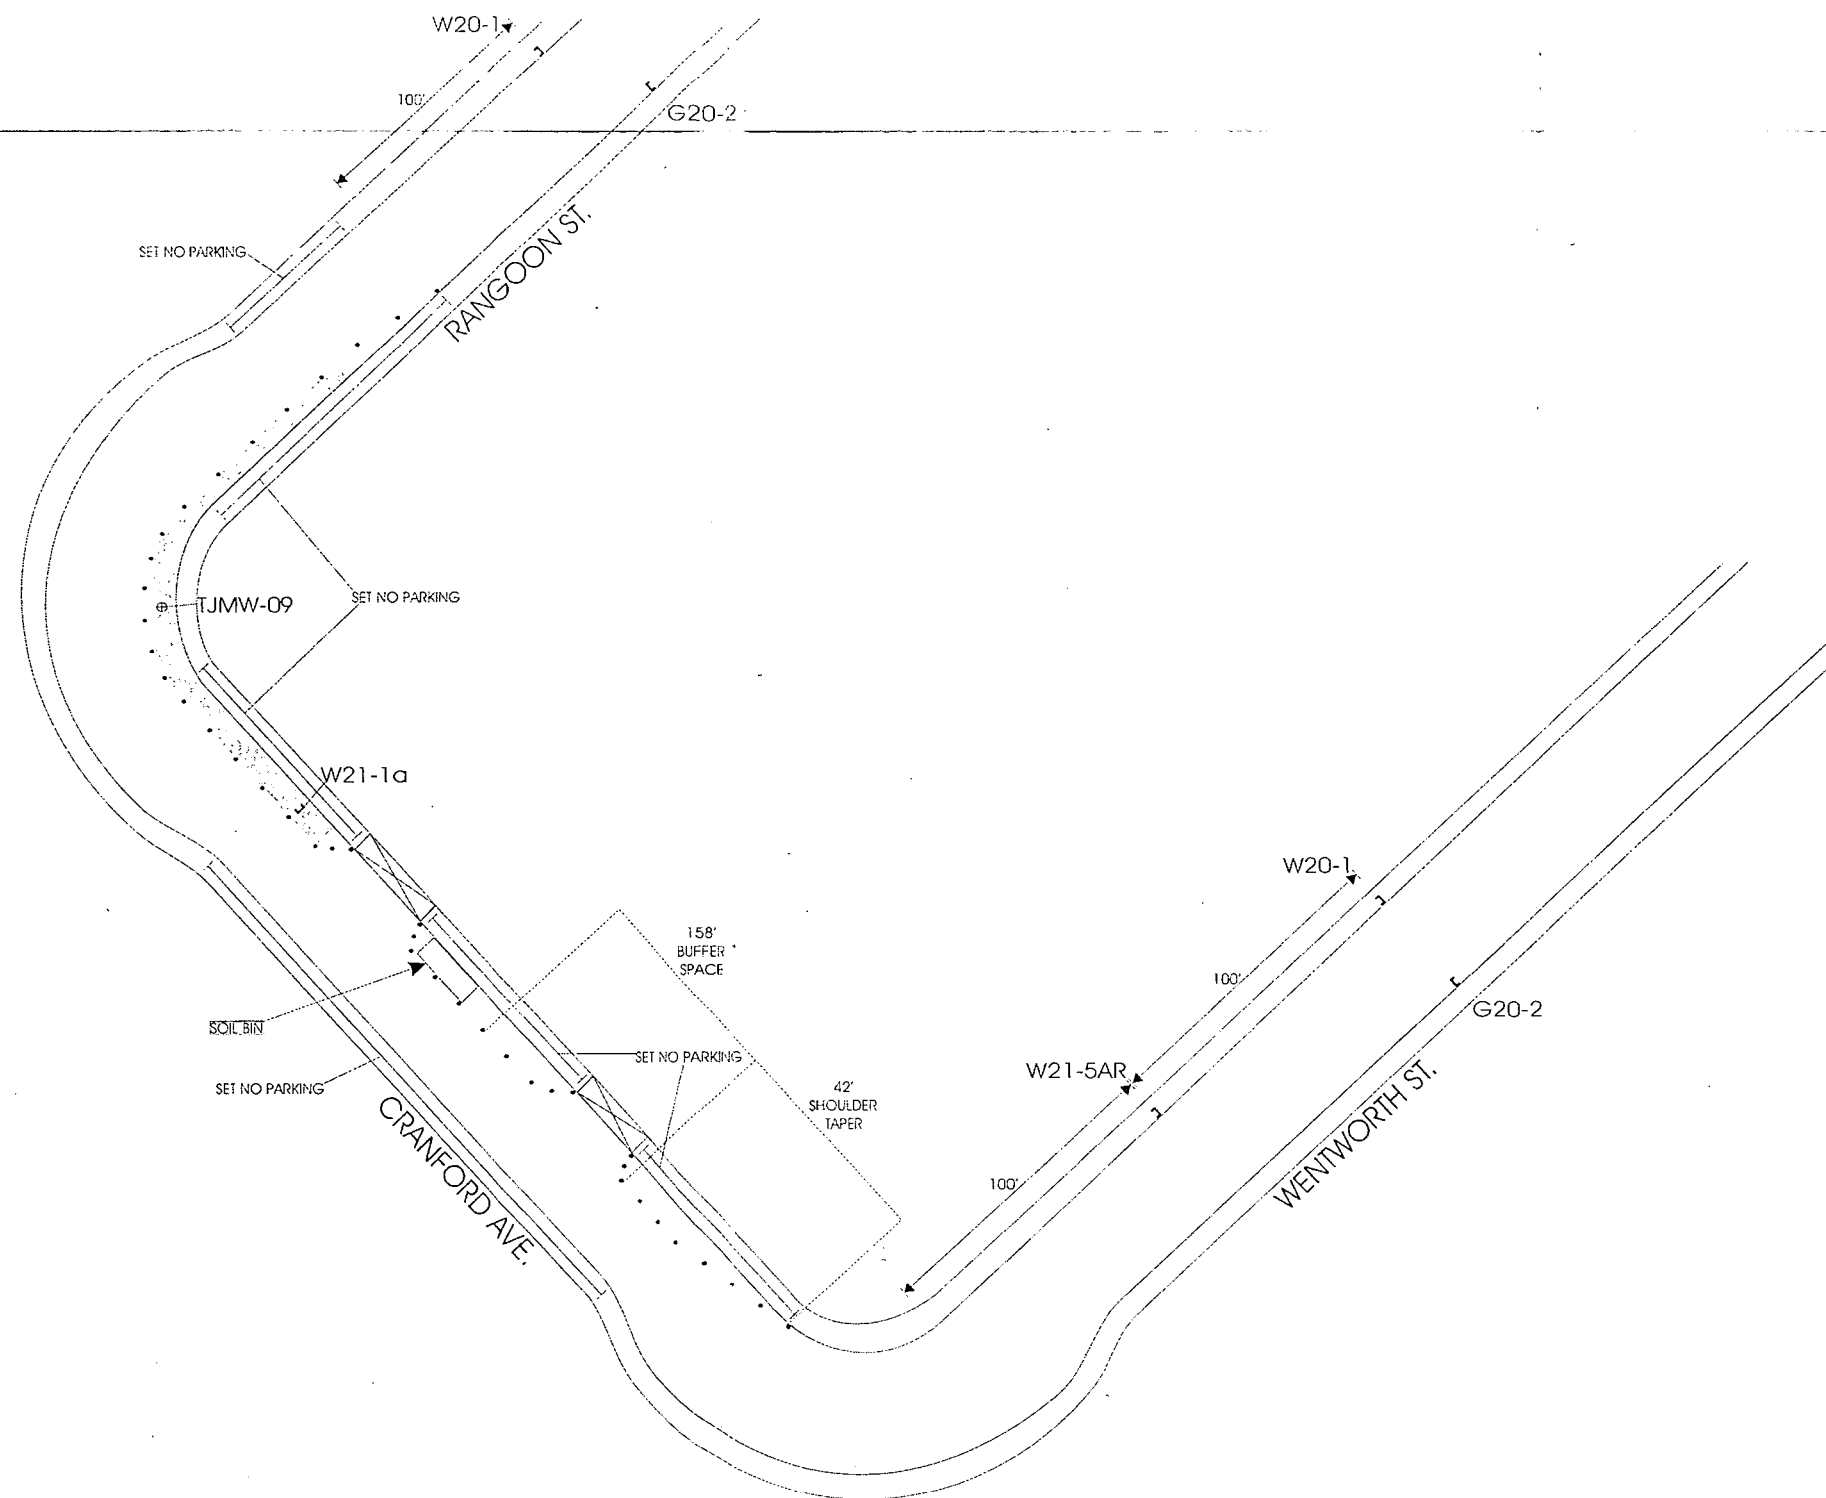 W20-1
100'
G20-2
RANGOON ST.
SET NO PARKING
TJMW-09
SET NO PARKING
W21-1a
W20-1
158'
BUFFER
SPACE
100'
G20-2
SOIL BIN
SET NO PARKING
W21-5AR
SET NO PARKING
42'
SHOULDER
TAPER
CRANFORD AVE.
WENTWORTH ST.
100'